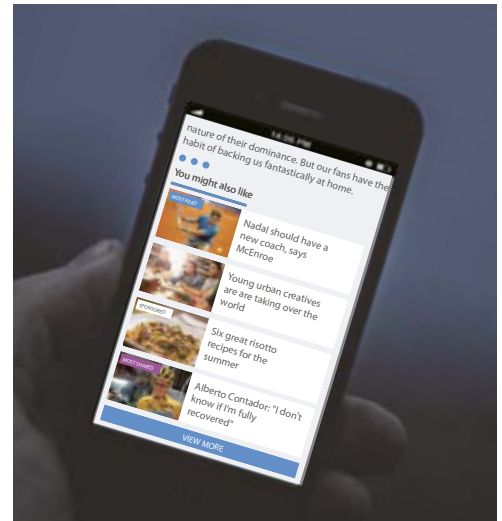 14:06 PM
nature of their dominance. But our fans have the
habit of backing us fantastically at home.
You might also like
MOST READ
Nadal should have a
new coach, says
McEnroe
Young urban creatives
are are taking over the
world
SPONSORED
Six great risotto
recipes for the
summer
MOST SHARED
Alberto Contador: "I don't
know if I'm fully
recovered"
VIEW MORE